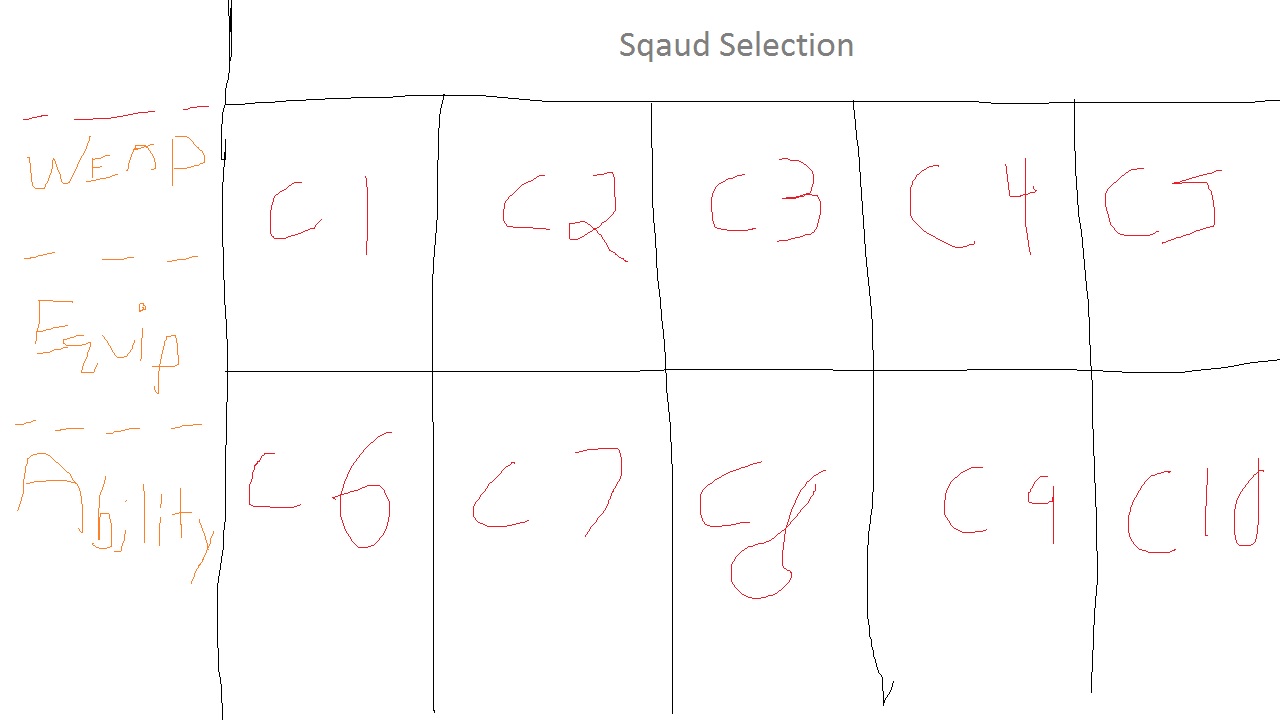 Sqaud Selection
WEAP
C1 C2 C3 C4 C5
Equip
Ability
C6 C7 C8 C9 C10